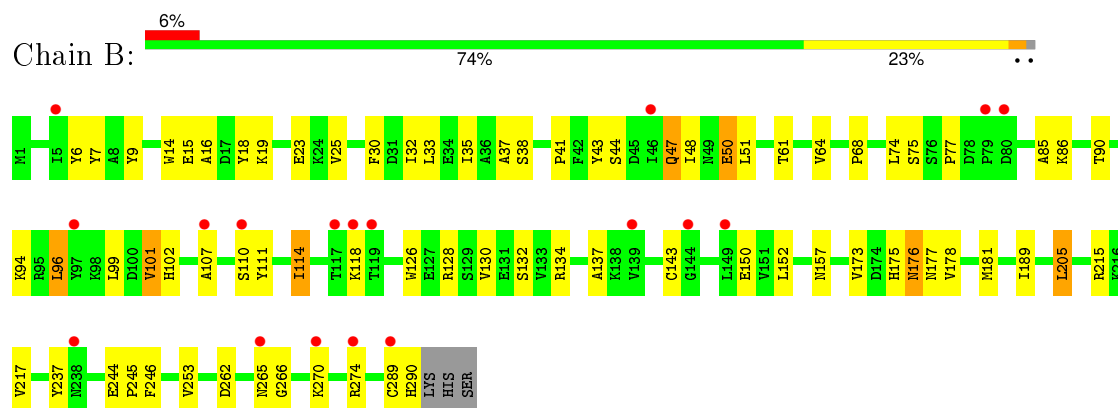 6%
Chain B:
74% 23% • •
M1 I5 Y6 Y7 A8 Y9 W14 E15 A16 D17 Y18 K19 E23 K24 V25 F30 D31 I32 L33 E34 I35 A36 A37 S38 P41 F42 Y43 S44 D45 I46 Q47 I48 N49 E50 L51 T61 V64 P68 L74 S75 S76 P77 D78 P79 D80 A85 K86 T90
K94 R95 L96 Y97 K98 L99 D100 V101 H102 A107 S110 Y111 I114 T117 K118 T119 W126 E127 R128 S129 V130 E131 S132 V133 R134 A137 K138 V139 C143 G144 L149 E150 V151 L152 N157 V173 D174 H175 N176 N177 V178 M181 I189 L205 R215 K216
V217 Y237 N238 E244 P245 F246 V253 D262 N265 G266 K270 R274 C289 H290 LYS HIS SER